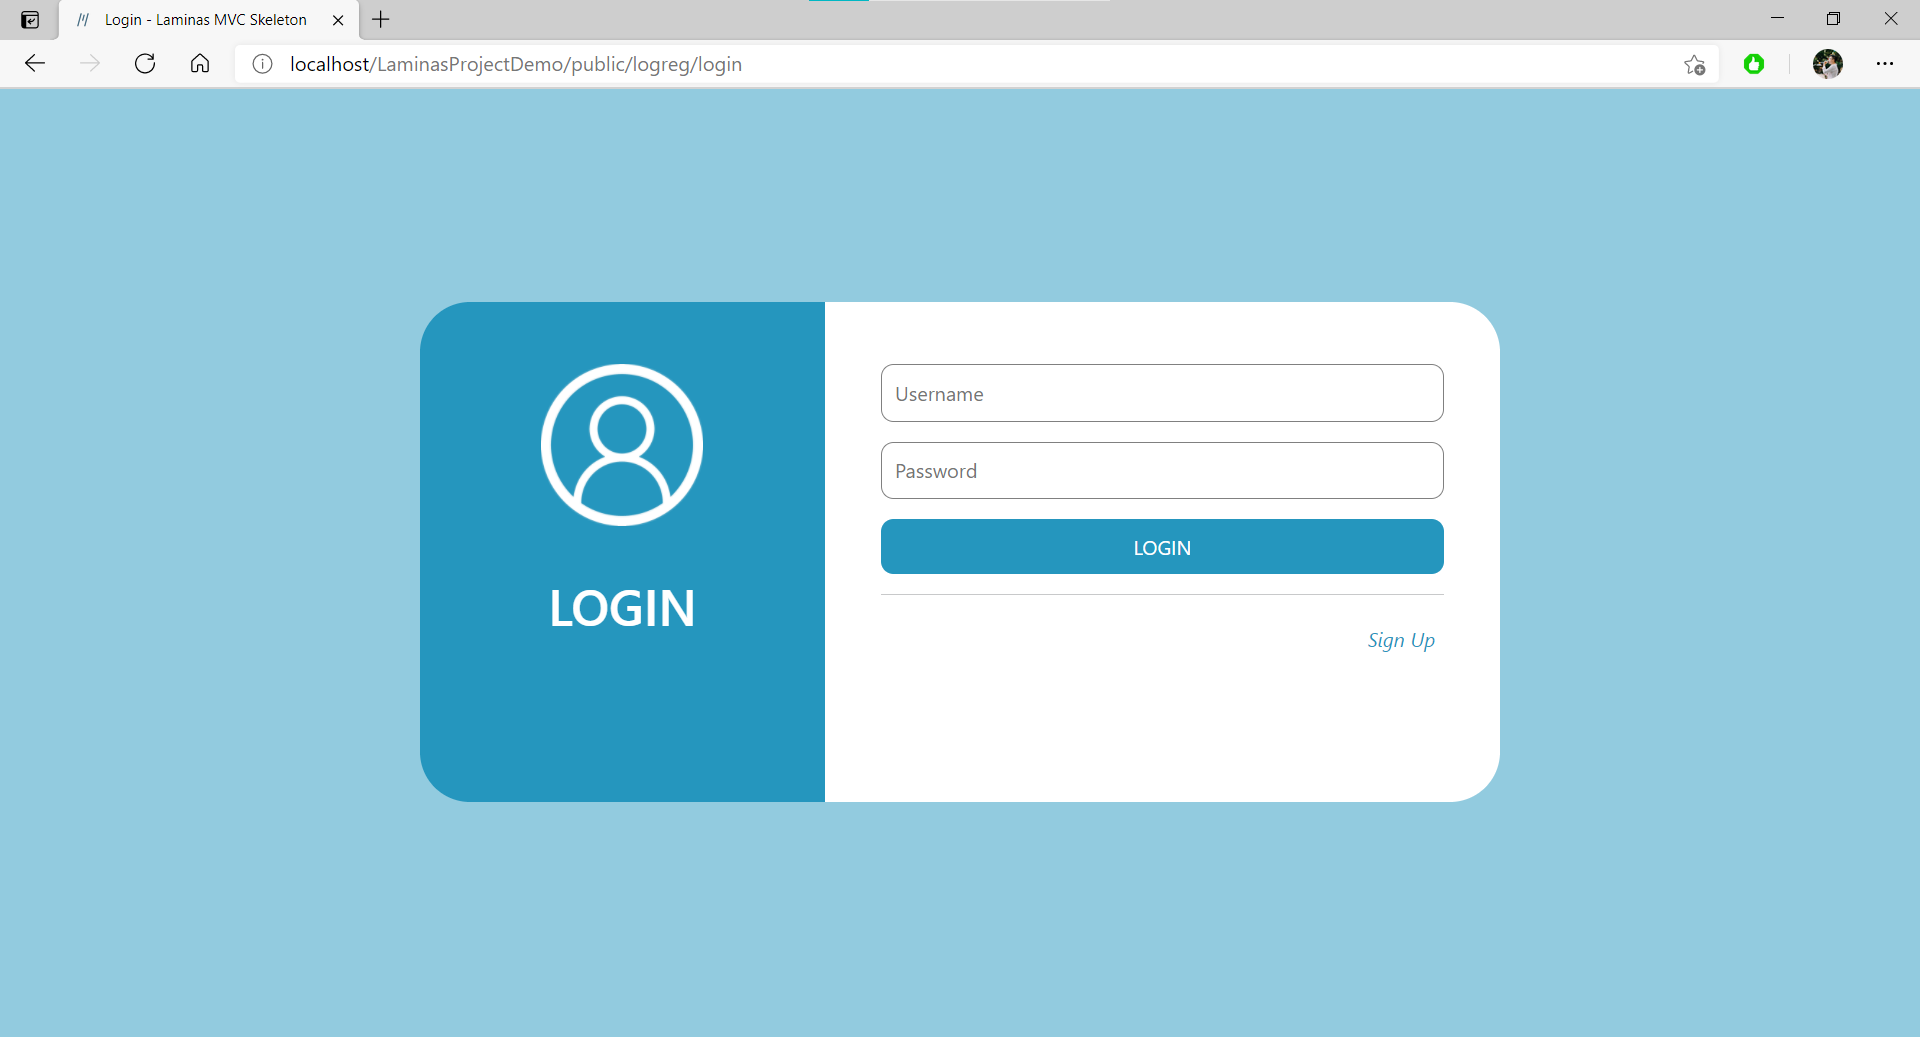 Login - Laminas MVC Skeleton
localhost/LaminasProjectDemo/public/logreg/login
LOGIN
Username
Password
LOGIN
Sign Up